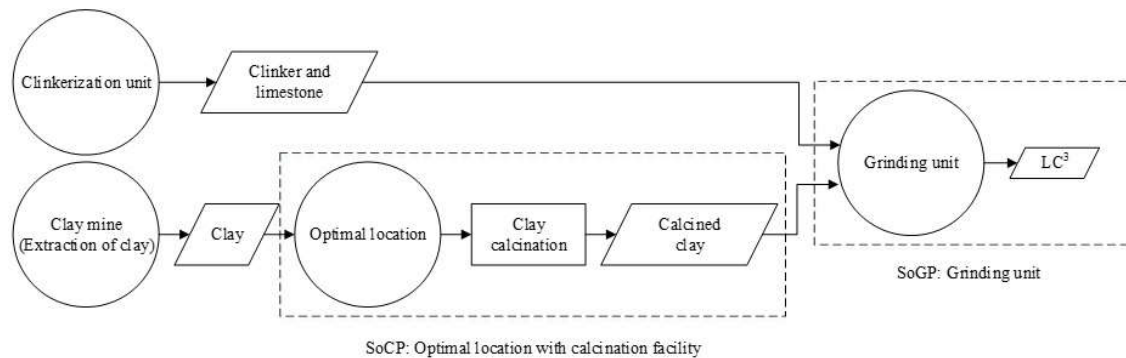 Clinkerization unit
Clinker and
limestone
Grinding unit
LC³
Clay mine
(Extraction of clay)
Clay
Optimal location
Clay
calcination
Calcined
clay
SoGP: Grinding unit
SoCP: Optimal location with calcination facility